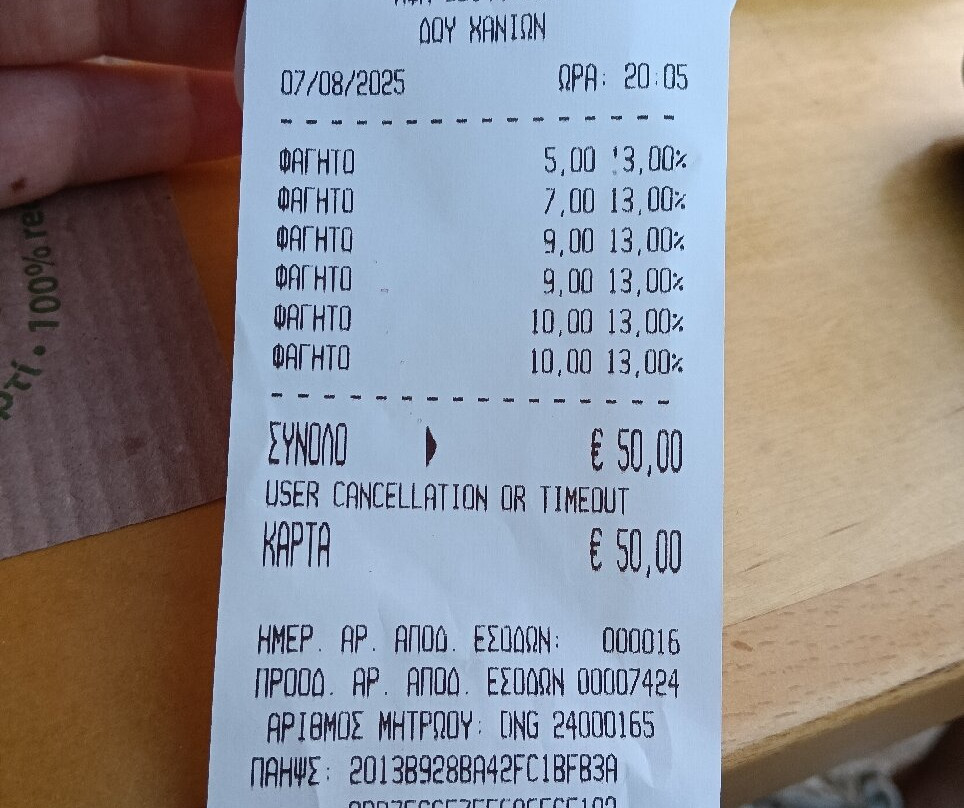 ΔΟΥ ΧΑΝΙΩΝ
07/08/2025 ΩΡΑ: 20:05
ΦΑΓΗΤΟ 5,00 13,00%
ΦΑΓΗΤΟ 7,00 13,00%
ΦΑΓΗΤΟ 9,00 13,00%
ΦΑΓΗΤΟ 9,00 13,00%
ΦΑΓΗΤΟ 10,00 13,00%
ΦΑΓΗΤΟ 10,00 13,00%
ΣΥΝΟΛΟ € 50,00
USER CANCELLATION OR TIMEOUT
ΚΑΡΤΑ € 50,00
ΗΜΕΡ. ΑΡ. ΑΠΟΔ. ΕΣΟΔΩΝ: 000016
ΠΡΟΟΔ. ΑΡ. ΑΠΟΔ. ΕΣΟΔΩΝ 00007424
ΑΡΙΘΜΟΣ ΜΗΤΡΩΟΥ: DNG 24000165
ΠΑΗΨΣ: 2013B928BA42FC1BFB3A
100%